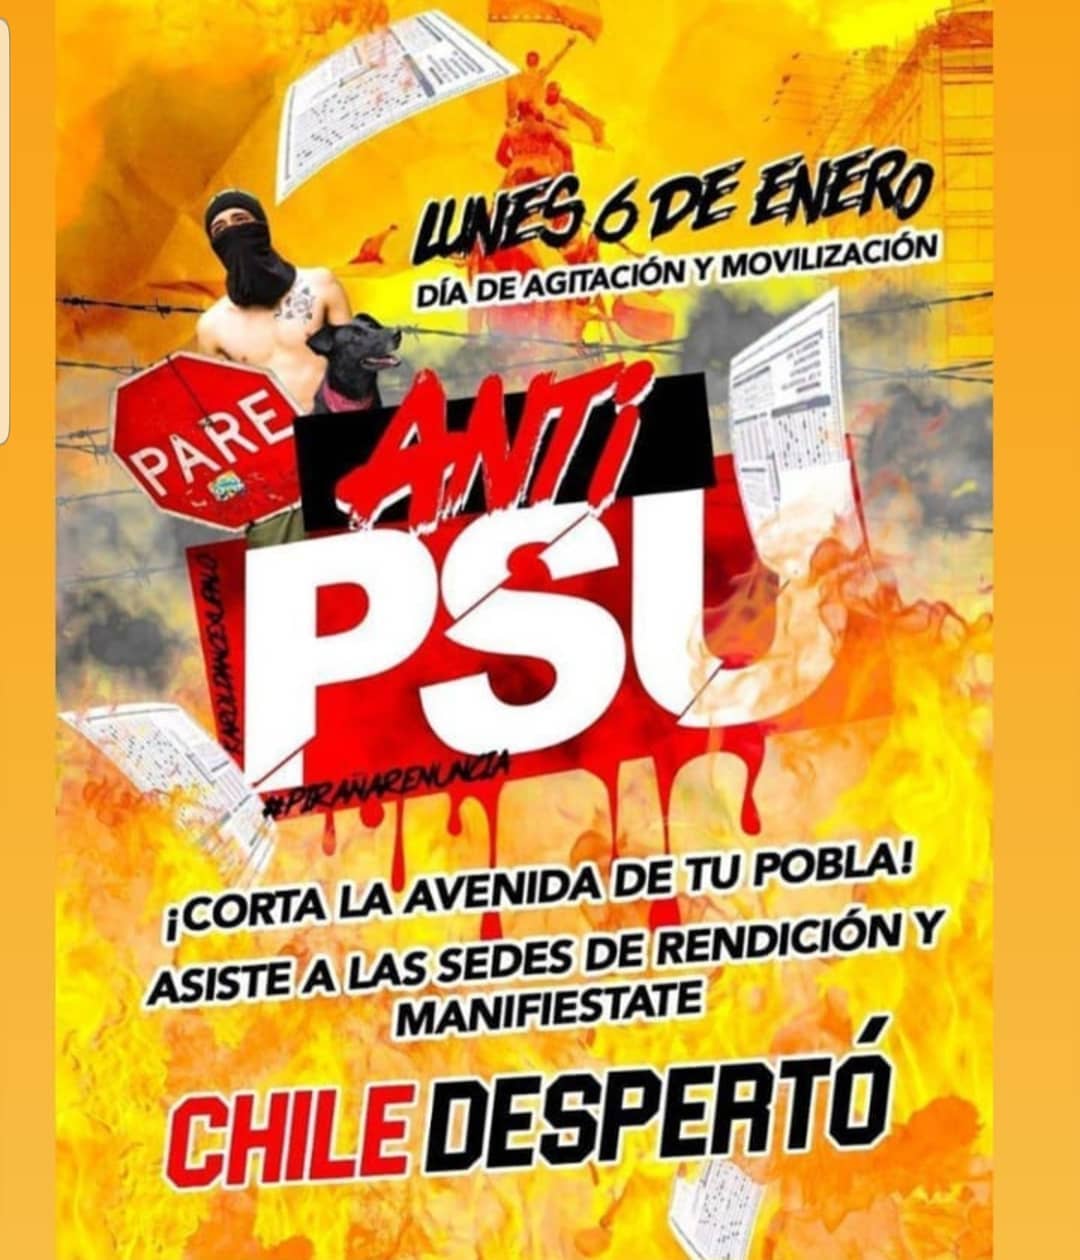 LUNES 6 DE ENERO
DÍA DE AGITACIÓN Y MOVILIZACIÓN
PARE
ANTi
PSU
#PIRAÑARENUNCIA
¡CORTA LA AVENIDA DE TU POBLA!
ASISTE A LAS SEDES DE RENDICIÓN Y
MANIFIESTATE
CHILE DESPERTÓ